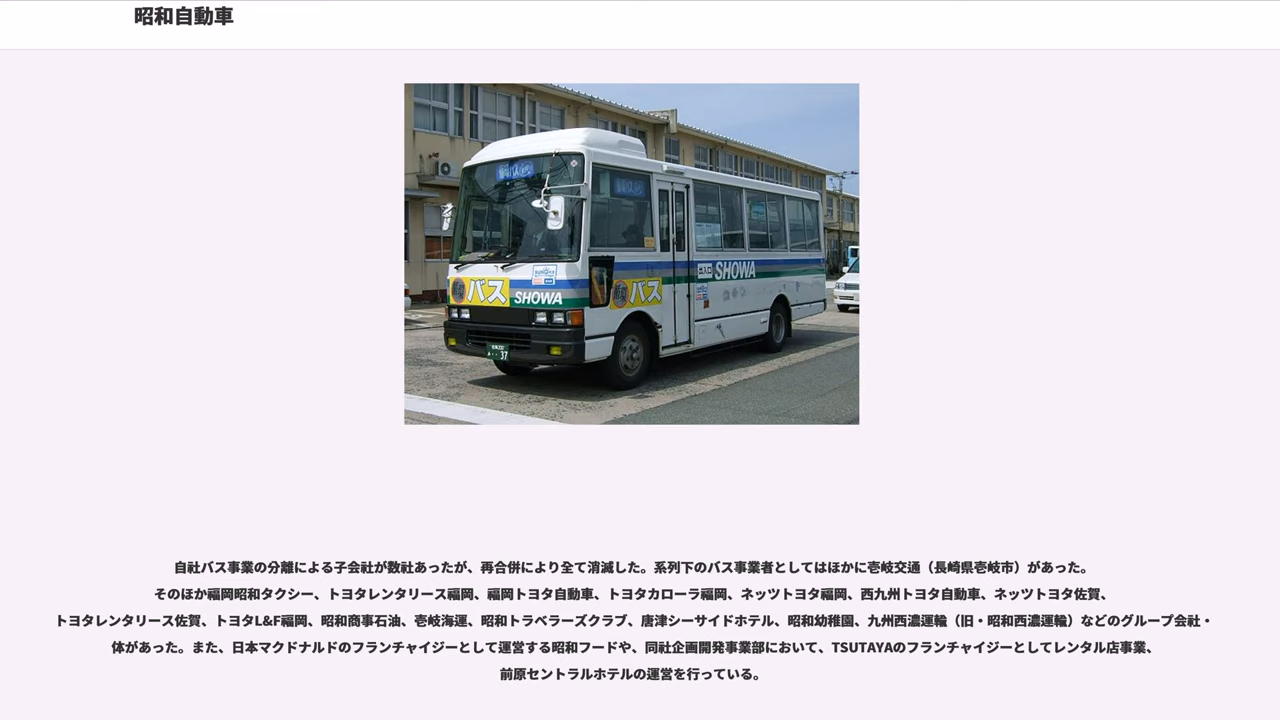 昭和自動車
バス
SHOWA
バス
出入口
SHOWA
37
自社バス事業の分離による子会社が数社あったが、再合併により全て消滅した。系列下のバス事業者としてはほかに壱岐交通（長崎県壱岐市）があった。
そのほか福岡昭和タクシー、トヨタレンタリース福岡、福岡トヨタ自動車、トヨタカローラ福岡、ネッツトヨタ福岡、西九州トヨタ自動車、ネッツトヨタ佐賀、
トヨタレンタリース佐賀、トヨタL&F福岡、昭和商事石油、壱岐海運、昭和トラベラーズクラブ、唐津シーサイドホテル、昭和幼稚園、九州西濃運輸（旧・昭和西濃運輸）などのグループ会社・
体があった。また、日本マクドナルドのフランチャイジーとして運営する昭和フードや、同社企画開発事業部において、TSUTAYAのフランチャイジーとしてレンタル店事業、
前原セントラルホテルの運営を行っている。